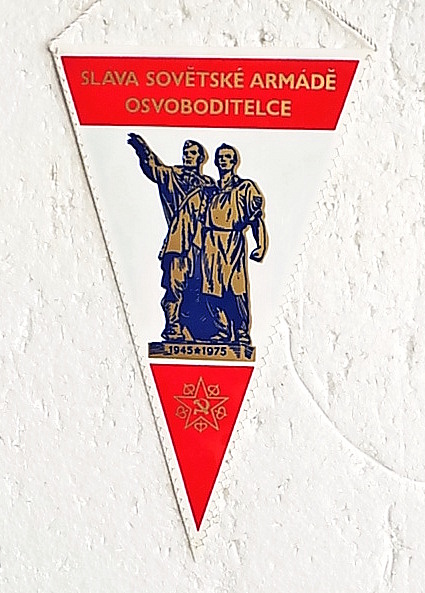 SLAVA SOVĚTSKÉ ARMÁDĚ
OSVOBODITELCE
1945★1975